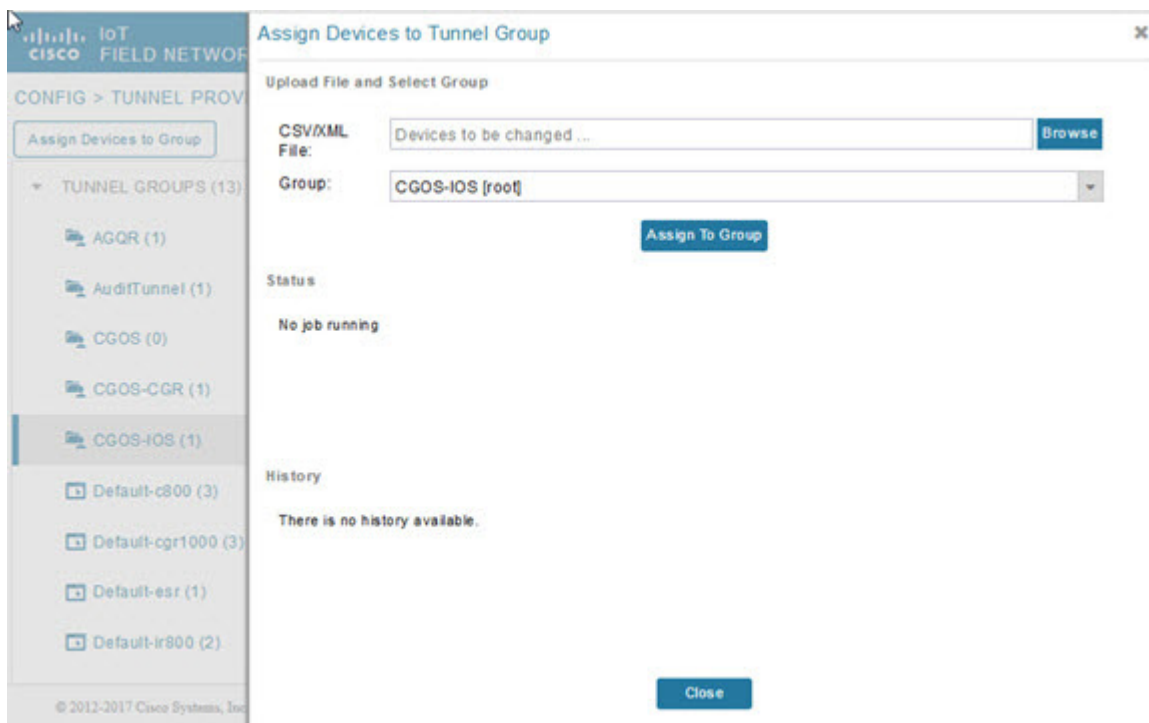 CISCO
IoT
FIELD NETWOR
CONFIG > TUNNEL PROV
Assign Devices to Group
TUNNEL GROUPS (13)
AGQR (1)
AuditTunnel (1)
CGOS (0)
CGOS-CGR (1)
CGOS-IOS (1)
Default-c800 (3)
Default-cgr1000 (3)
Default-esr (1)
Default-ir800 (2)
© 2012-2017 Cisco Systems, Inc
Assign Devices to Tunnel Group
Upload File and Select Group
CSV/XML
File:
Devices to be changed ...
Browse
Group:
CGOS-IOS [root]
Assign To Group
Status
No job running
History
There is no history available.
Close